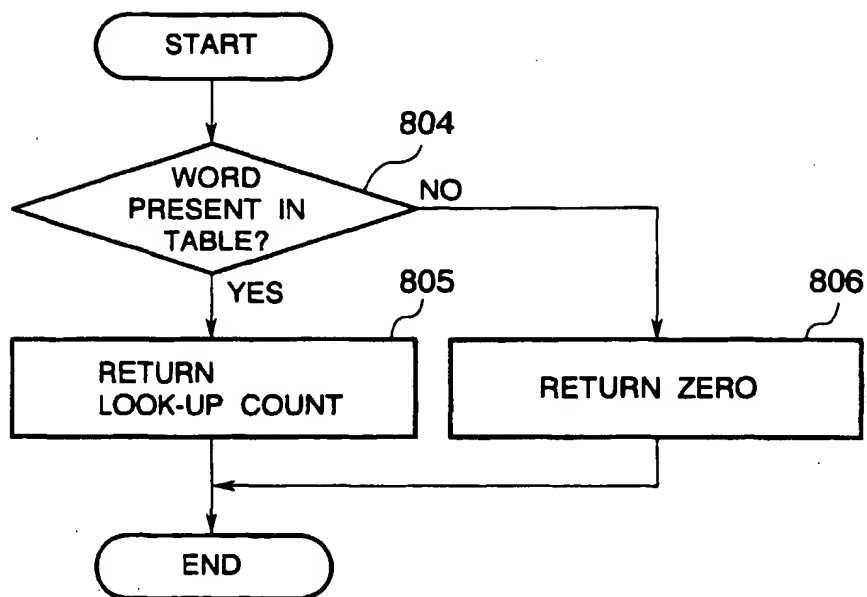 START
804
WORD
PRESENT IN
TABLE?
NO
YES
805
RETURN
LOOK-UP COUNT
806
RETURN ZERO
END